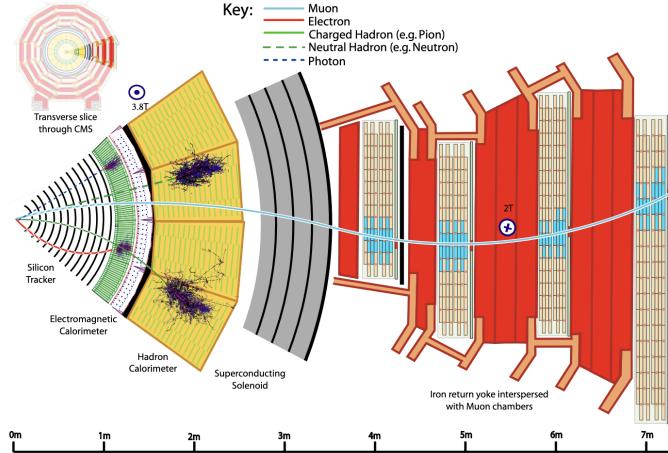 Key:
Muon
Electron
Charged Hadron (e.g. Pion)
Neutral Hadron (e.g. Neutron)
Photon
Transverse slice
through CMS
3.8T
2T
Silicon
Tracker
Electromagnetic
Calorimeter
Hadron
Calorimeter
Superconducting
Solenoid
Iron return yoke interspersed
with Muon chambers
0m 1m 2m 3m 4m 5m 6m 7m